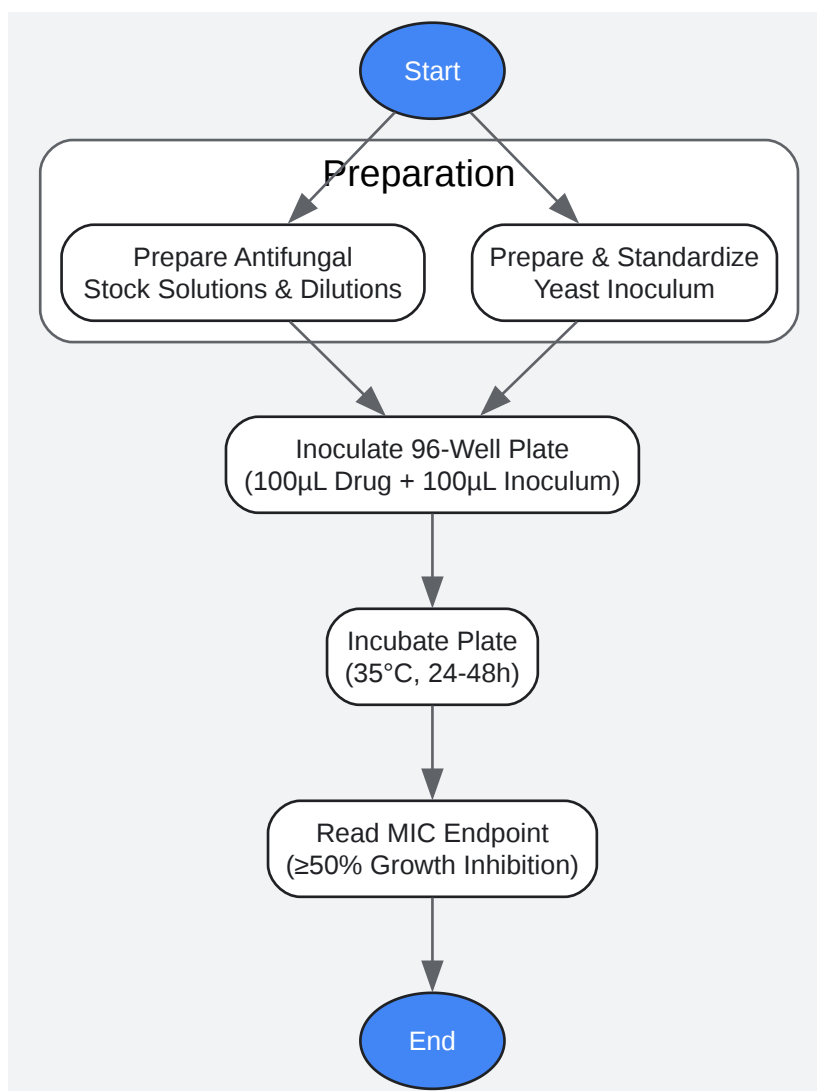 Start
Preparation
Prepare Antifungal
Stock Solutions & Dilutions
Prepare & Standardize
Yeast Inoculum
Inoculate 96-Well Plate
(100µL Drug + 100µL Inoculum)
Incubate Plate
(35°C, 24-48h)
Read MIC Endpoint
(≥50% Growth Inhibition)
End